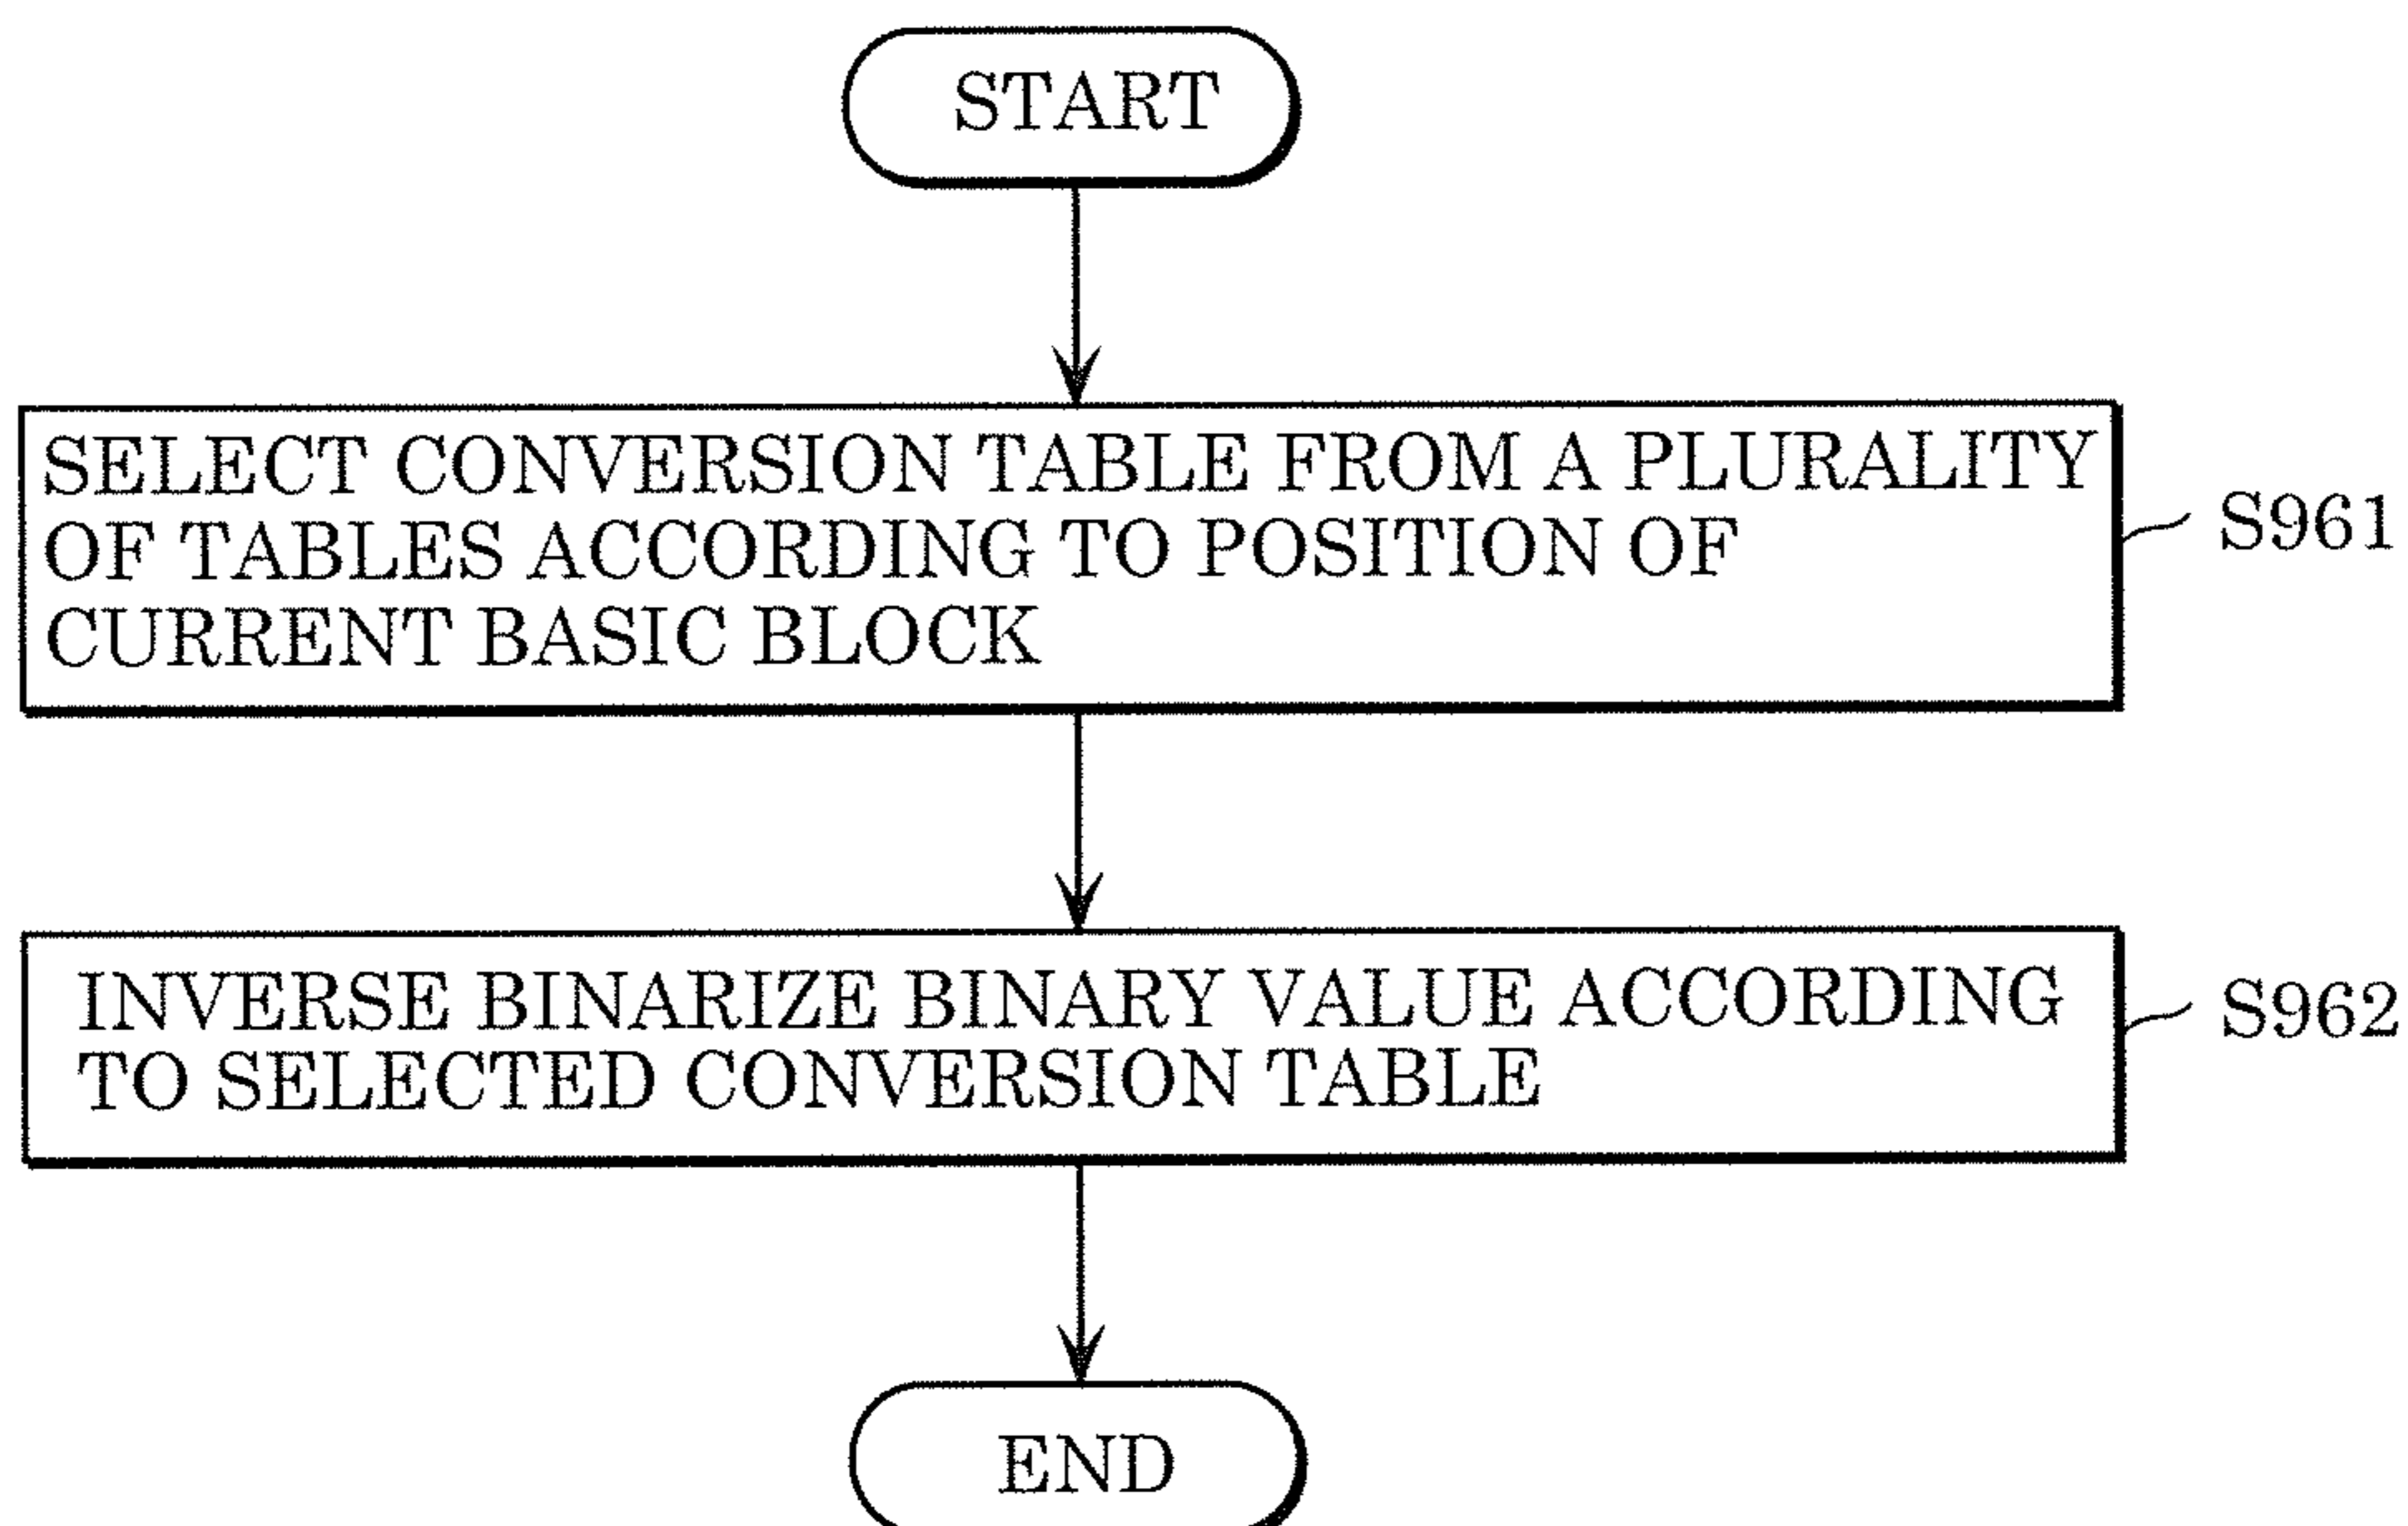 START
SELECT CONVERSION TABLE FROM A PLURALITY
OF TABLES ACCORDING TO POSITION OF
CURRENT BASIC BLOCK
S961
INVERSE BINARIZE BINARY VALUE ACCORDING
TO SELECTED CONVERSION TABLE
S962
END